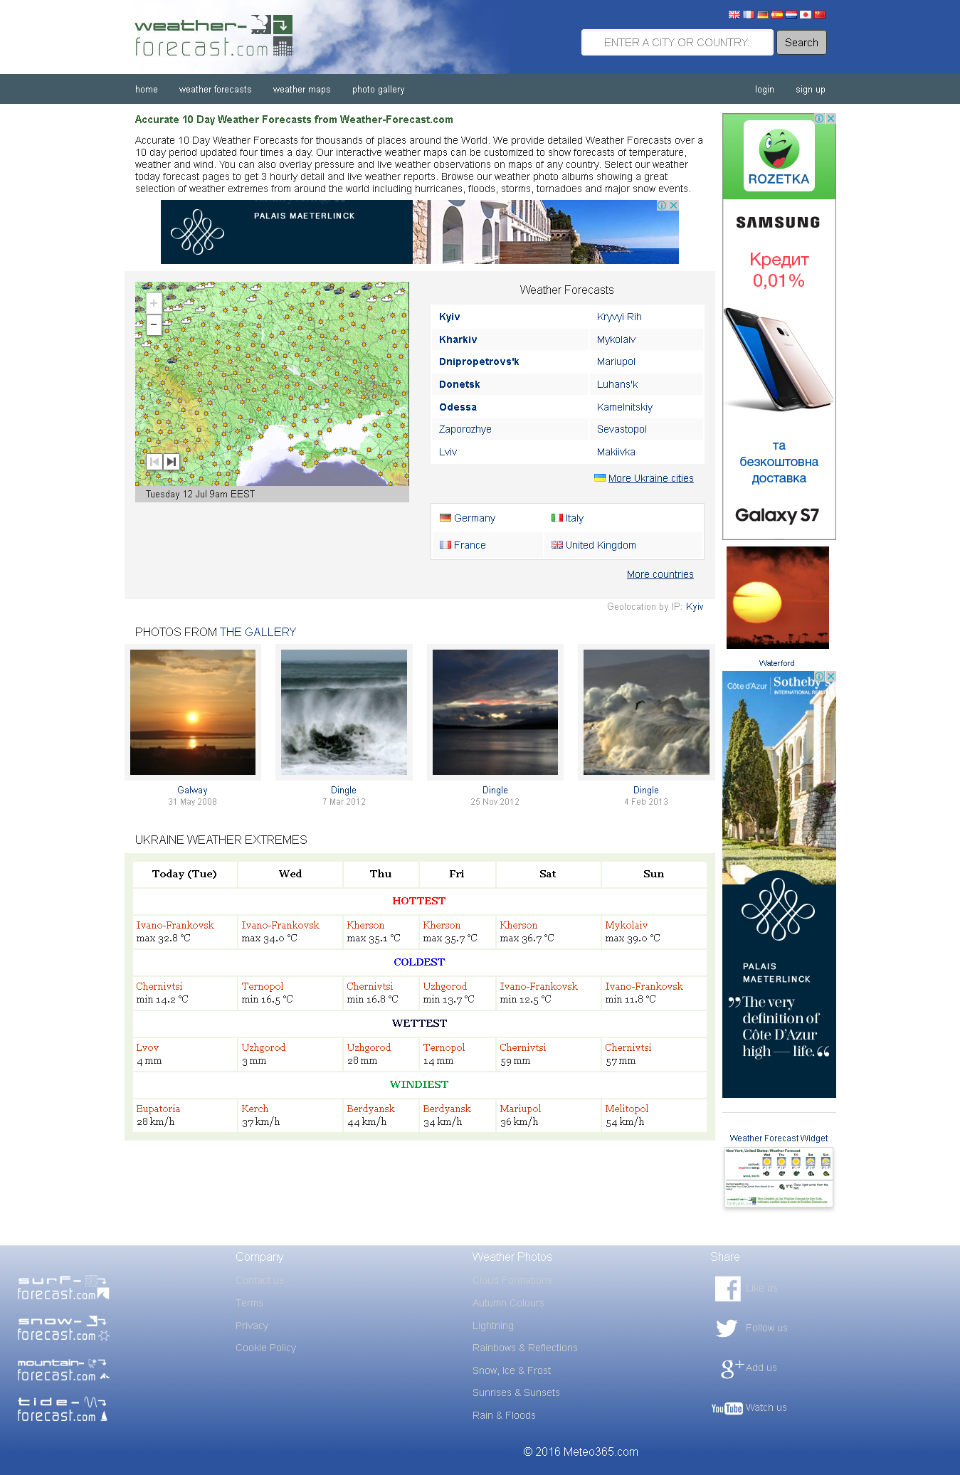 weather-
forecast.com
ENTER A CITY OR COUNTRY:
Search
home
weather forecasts
weather maps
photo gallery
login
sign up
Accurate 10 Day Weather Forecasts from Weather-Forecast.com
Accurate 10 Day Weather Forecasts for thousands of places around the World. We provide detailed Weather Forecasts over a
10 day period updated four times a day. Our interactive weather maps can be customized to show forecasts of temperature,
weather and wind. You can also overlay pressure and live weather observations on maps of any country. Select our weather
today forecast pages to get 3 hourly detail and live weather reports. Browse our weather photo albums showing a great
selection of weather extremes from around the world including hurricanes, floods, storms, tornadoes and major snow events.
PALAIS MAETERLINCK
Weather Forecasts
Kyiv
Kryvyi Rih
Kharkiv
Mykolaiv
Dnipropetrovs'k
Mariupol
Donetsk
Luhans'k
Odessa
Kamelnitskiy
Zaporozhye
Sevastopol
Lviv
Makiivka
More Ukraine cities
Tuesday 12 Jul 9am EEST
Germany
Italy
France
United Kingdom
More countries
Geolocation by IP: Kyiv
ROZETKA
SAMSUNG
Кредит
0,01%
та
безкоштовна
доставка
Galaxy S7
Waterford
PHOTOS FROM THE GALLERY
Galway
31 May 2008
Dingle
7 Mar 2012
Dingle
25 Nov 2012
Dingle
4 Feb 2013
Côte d'Azur
Sotheby's
INTERNATIONAL
PALAIS
MAETERLINCK
”The very
definition of
Côte D'Azur
high — life.“
UKRAINE WEATHER EXTREMES
Today (Tue) Wed Thu Fri Sat Sun
HOTTEST
Ivano-Frankovsk Ivano-Frankovsk Kherson Kherson Kherson Mykolaiv
max 32.8 °C max 34.0 °C max 35.1 °C max 35.7 °C max 36.7 °C max 39.0 °C
COLDEST
Chernivtsi Ternopol Chernivtsi Uzhgorod Ivano-Frankovsk Ivano-Frankovsk
min 14.2 °C min 16.5 °C min 16.8 °C min 13.7 °C min 12.5 °C min 11.8 °C
WETTEST
Lvov Uzhgorod Uzhgorod Ternopol Chernivtsi Chernivtsi
4 mm 3 mm 28 mm 14 mm 59 mm 57 mm
WINDIEST
Eupatoria Kerch Berdyansk Berdyansk Mariupol Melitopol
28 km/h 37 km/h 44 km/h 34 km/h 36 km/h 54 km/h
Weather Forecast Widget
New York, United States: Weather Forecast
surf-
forecast.com
snow-
forecast.com
mountain-
forecast.com
tide-
forecast.com
Company
Contact us
Terms
Privacy
Cookie Policy
Weather Photos
Cloud Formations
Autumn Colours
Lightning
Rainbows & Reflections
Snow, Ice & Frost
Sunrises & Sunsets
Rain & Floods
Share
Like us
Follow us
Add us
You Tube Watch us
© 2016 Meteo365.com